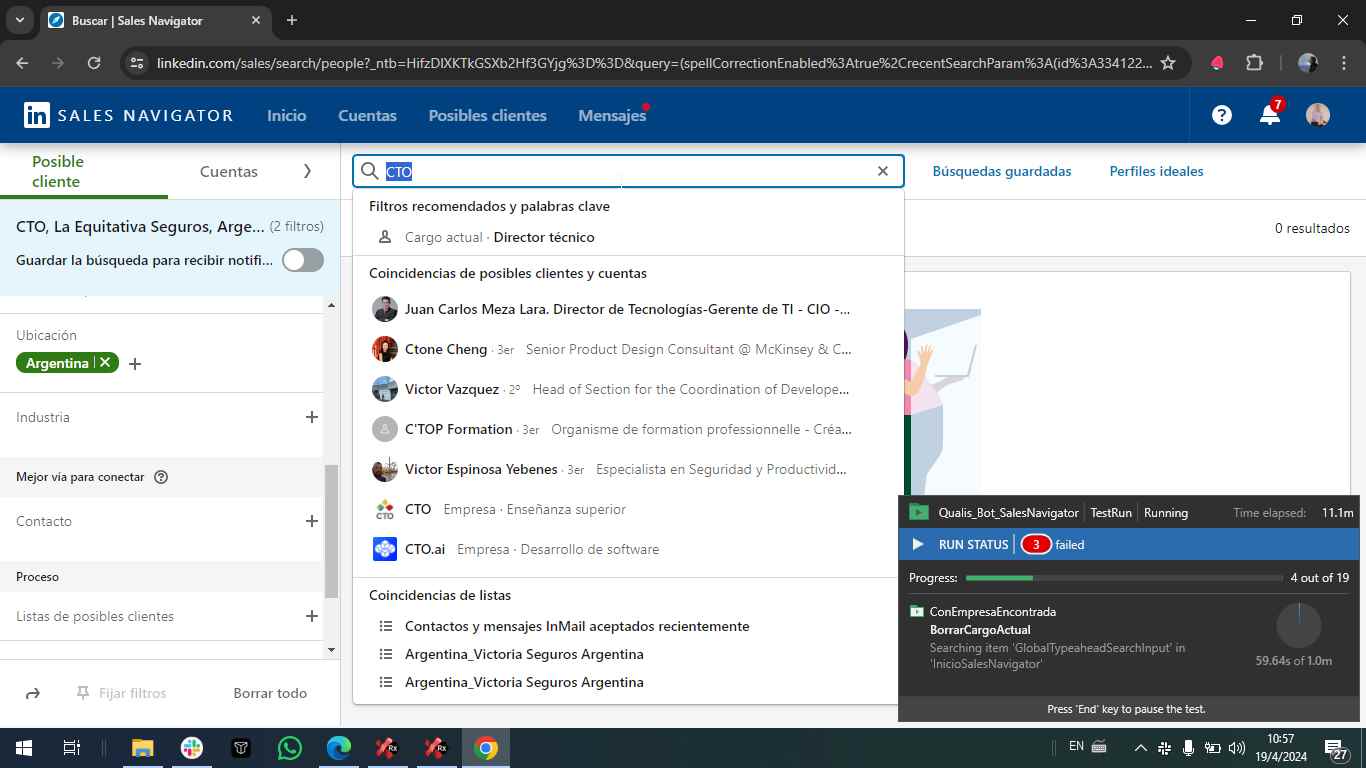 Buscar | Sales Navigator
linkedin.com/sales/search/people?_ntb=HifzDlXKTkGSXb2Hf3GYjg%3D%3D&query=(spellCorrectionEnabled%3Atrue%2CrecentSearchParam%3A(id%3A334122...
in SALES NAVIGATOR
Inicio
Cuentas
Posibles clientes
Mensajes
7
Posible cliente
Cuentas
CTO
Búsquedas guardadas
Perfiles ideales
CTO, La Equitativa Seguros, Arge... (2 filtros)
Guardar la búsqueda para recibir notifi...
0 resultados
Ubicación
Argentina
Industria
Mejor vía para conectar
Contacto
Proceso
Listas de posibles clientes
Fijar filtros
Borrar todo
Filtros recomendados y palabras clave
Cargo actual · Director técnico
Coincidencias de posibles clientes y cuentas
Juan Carlos Meza Lara. Director de Tecnologías-Gerente de TI - CIO -...
Ctone Cheng · 3er Senior Product Design Consultant @ McKinsey & C...
Victor Vazquez · 2º Head of Section for the Coordination of Develope...
C'TOP Formation · 3er Organisme de formation professionnelle - Créa...
Victor Espinosa Yebenes · 3er Especialista en Seguridad y Productivid...
CTO Empresa · Enseñanza superior
CTO.ai Empresa · Desarrollo de software
Coincidencias de listas
Contactos y mensajes InMail aceptados recientemente
Argentina_Victoria Seguros Argentina
Argentina_Victoria Seguros Argentina
Qualis_Bot_SalesNavigator TestRun Running Time elapsed: 11.1m
RUN STATUS 3 failed
Progress: 4 out of 19
ConEmpresaEncontrada
BorrarCargoActual
Searching item 'GlobalTypeaheadSearchInput' in
'InicioSalesNavigator'
59.64s of 1.0m
Press 'End' key to pause the test.
EN
10:57
19/4/2024
27